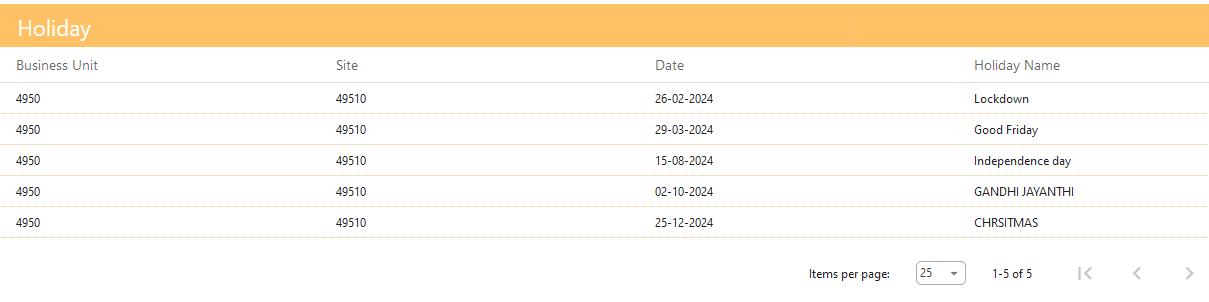 Holiday
Business Unit Site Date Holiday Name
4950 49510 26-02-2024 Lockdown
4950 49510 29-03-2024 Good Friday
4950 49510 15-08-2024 Independence day
4950 49510 02-10-2024 GANDHI JAYANTHI
4950 49510 25-12-2024 CHRSITMAS
Items per page: 25 1-5 of 5